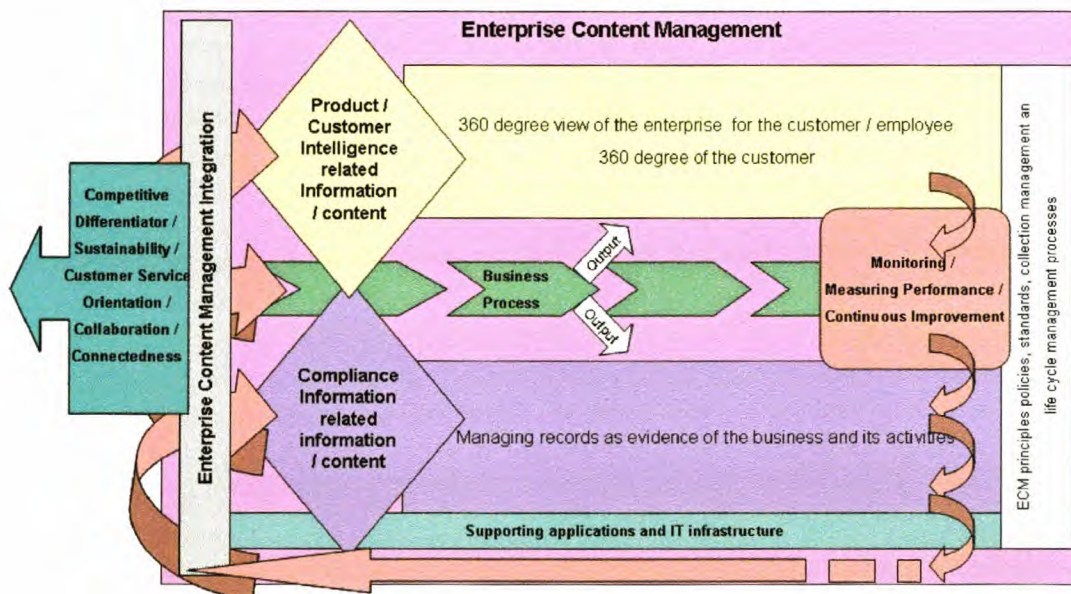 Enterprise Content Management
Enterprise Content Management Integration
Competitive
Differentiator /
Sustainability /
Customer Service
Orientation /
Collaboration /
Connectedness
Product /
Customer
Intelligence
related
Information
/ content
360 degree view of the enterprise for the customer / employee
360 degree of the customer
Business
Process
Output
Output
Monitoring /
Measuring Performance /
Continuous Improvement
Compliance
Information
related
information
/ content
Managing records as evidence of the business and its activities
Supporting applications and IT infrastructure
ECM principles policies, standards, collection management an
life cycle management processes